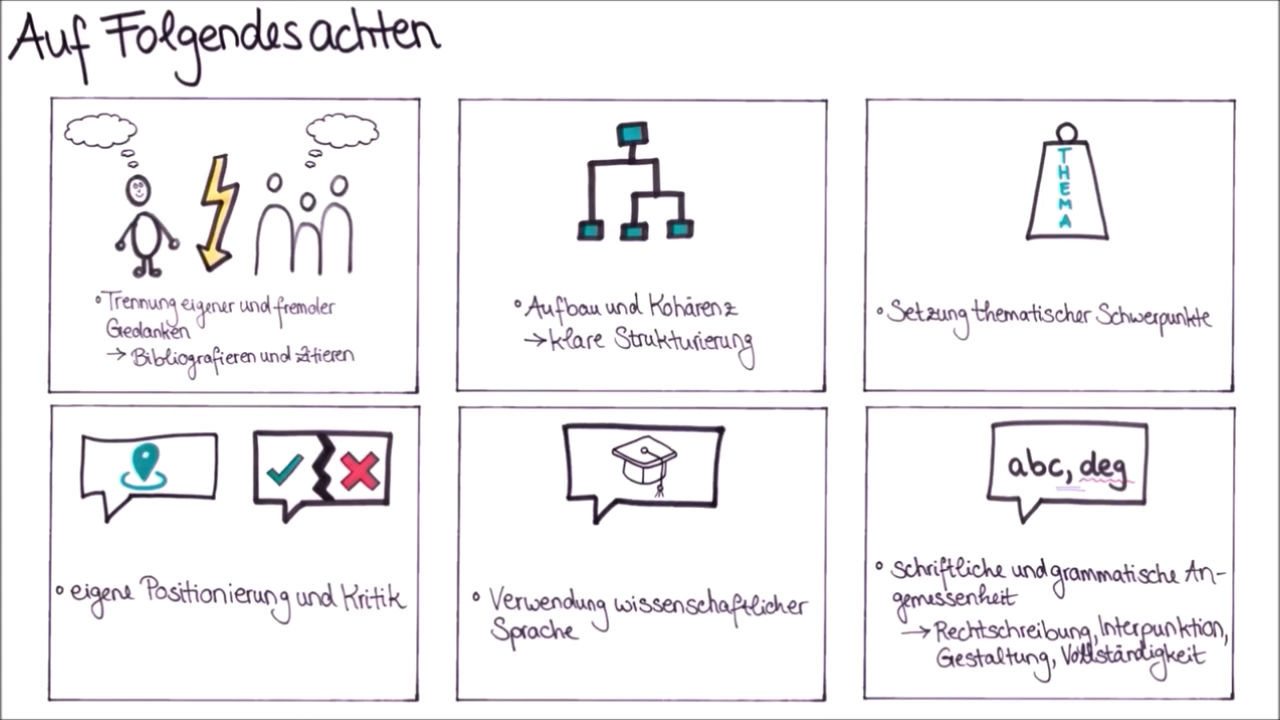 Auf Folgendes achten
• Trennung eigener und fremder
Gedanken
→ Bibliografieren und zitieren
• Aufbau und Kohärenz
→ klare Strukturierung
THEMA
• Setzung thematischer Schwerpunkte
• eigene Positionierung und Kritik
• Verwendung wissenschaftlicher
Sprache
abc, deg
• schriftliche und grammatische An-
gemessenheit
→ Rechtschreibung, Interpunktion,
Gestaltung, Vollständigkeit